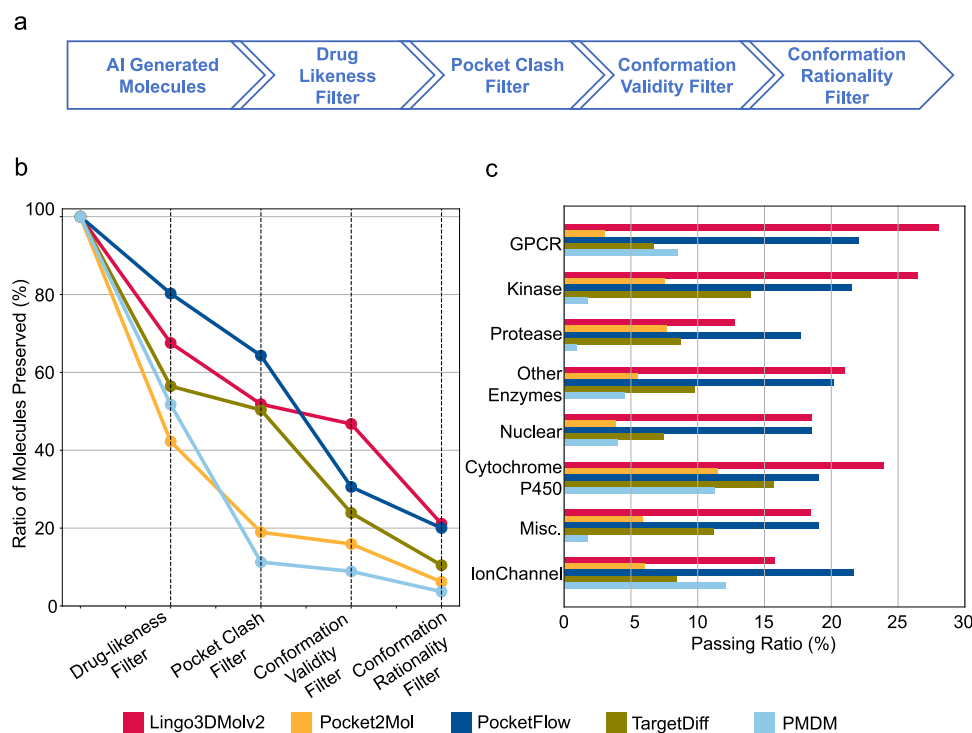 a
AI Generated
Molecules
Drug
Likeness
Filter
Pocket Clash
Filter
Conformation
Validity Filter
Conformation
Rationality
Filter
b
Ratio of Molecules Preserved (%)
100
80
60
40
20
0
Drug-likeness
Filter
Pocket Clash
Filter
Conformation
Validity
Filter
Conformation
Rationality
Filter
c
GPCR
Kinase
Protease
Other
Enzymes
Nuclear
Cytochrome
P450
Misc.
IonChannel
0 5 10 15 20 25 30
Passing Ratio (%)
Lingo3DMolv2 Pocket2Mol PocketFlow TargetDiff PMDM